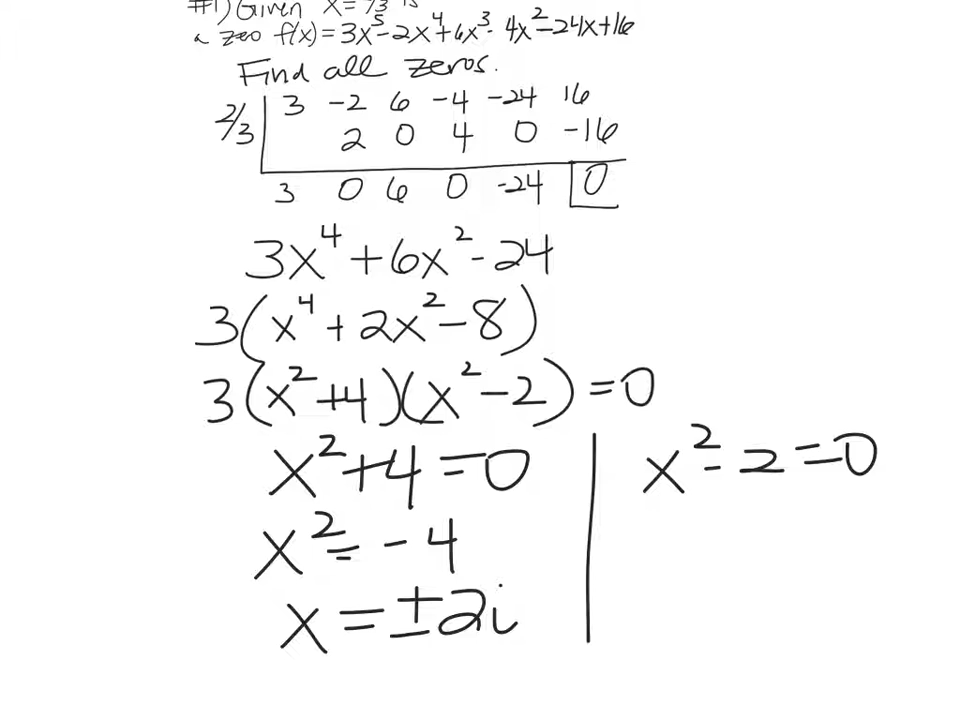 #1) Given x = 2/3 is
a zero f(x) = 3x⁵ - 2x⁴ + 6x³ - 4x² - 24x + 16
Find all zeros.
2/3 | 3 -2 6 -4 -24 16
2 0 4 0 -16
3 0 6 0 -24 0
3x⁴ + 6x² - 24
3(x⁴ + 2x² - 8)
3(x² + 4)(x² - 2) = 0
x² + 4 = 0 | x² - 2 = 0
x² = -4
x = ±2i